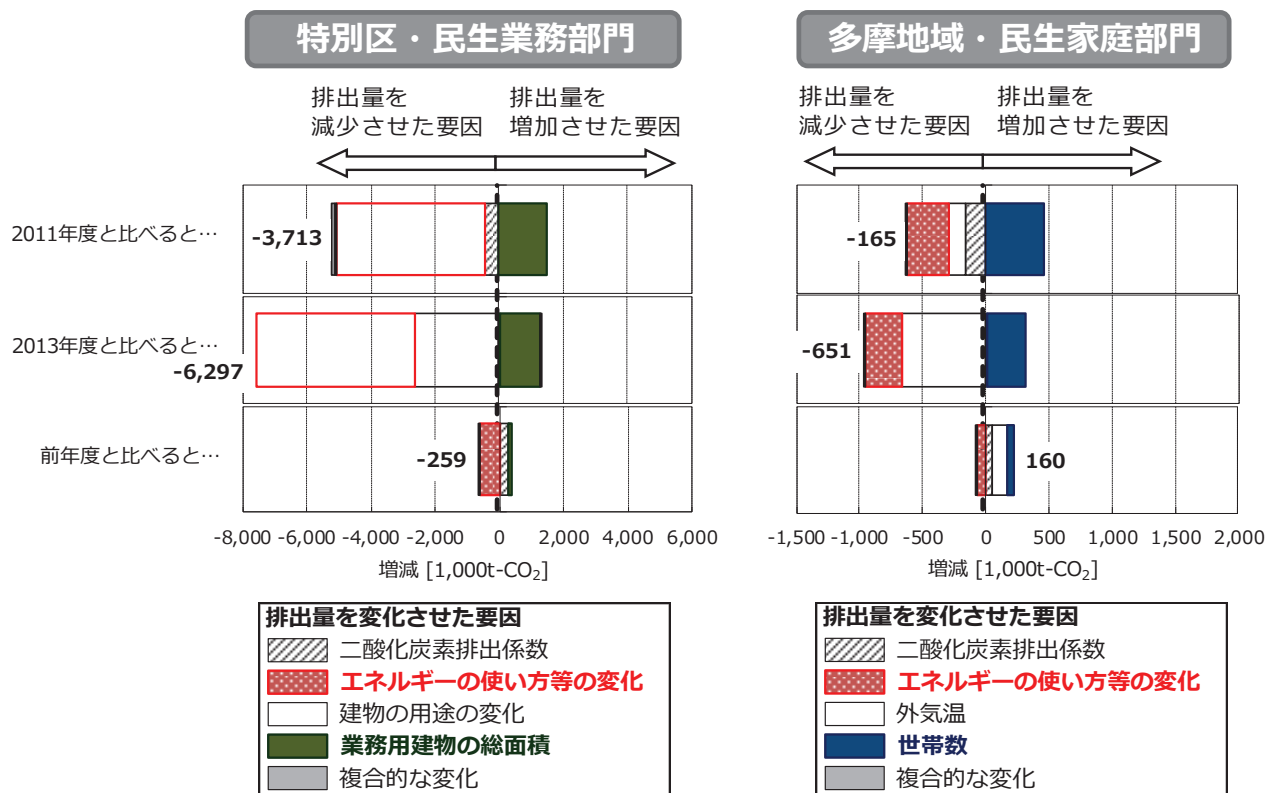 特別区・民生業務部門
排出量を
減少させた要因
排出量を
増加させた要因
2011年度と比べると…
-3,713
2013年度と比べると…
-6,297
前年度と比べると…
-259
-8,000 -6,000 -4,000 -2,000 0 2,000 4,000 6,000
増減 [1,000t-CO₂]
排出量を変化させた要因
二酸化炭素排出係数
エネルギーの使い方等の変化
建物の用途の変化
業務用建物の総面積
複合的な変化
多摩地域・民生家庭部門
排出量を
減少させた要因
排出量を
増加させた要因
-165
-651
160
-1,500 -1,000 -500 0 500 1,000 1,500 2,000
増減 [1,000t-CO₂]
排出量を変化させた要因
二酸化炭素排出係数
エネルギーの使い方等の変化
外気温
世帯数
複合的な変化